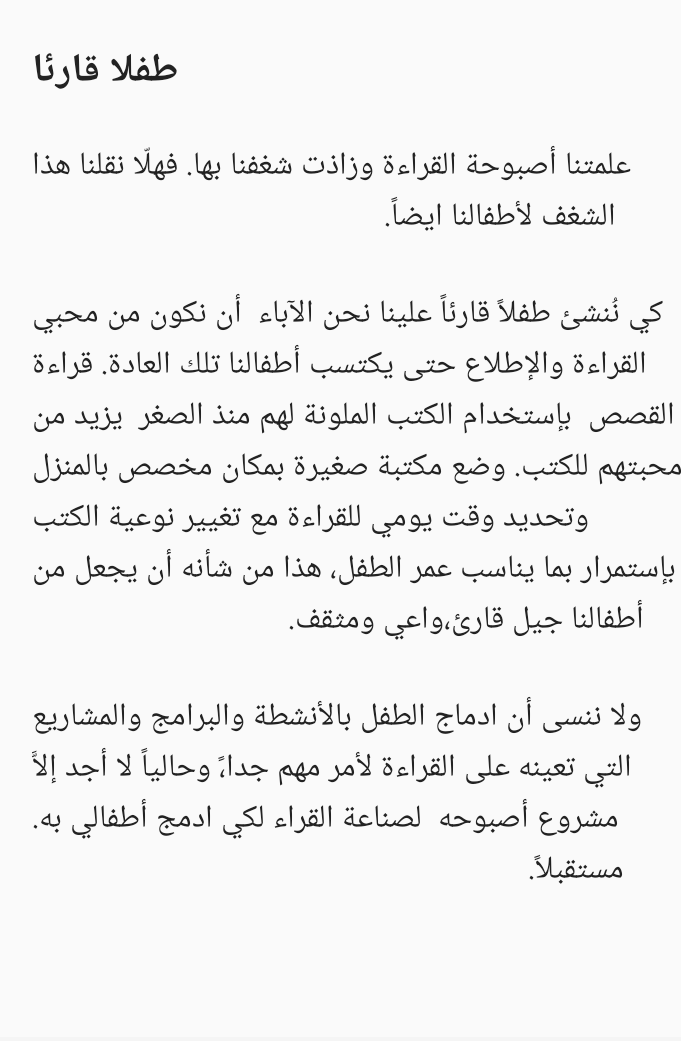 طفلا قارئا
علمتنا أصبوحة القراءة وزاذت شغفنا بها. فهلّا نقلنا هذا
الشغف لأطفالنا ايضاً.
كي نُنشئ طفلاً قارئاً علينا نحن الآباء  أن نكون من محبي
القراءة والإطلاع حتى يكتسب أطفالنا تلك العادة. قراءة
القصص  بإستخدام الكتب الملونة لهم منذ الصغر  يزيد من
محبتهم للكتب. وضع مكتبة صغيرة بمكان مخصص بالمنزل
وتحديد وقت يومي للقراءة مع تغيير نوعية الكتب
بإستمرار بما يناسب عمر الطفل، هذا من شأنه أن يجعل من
أطفالنا جيل قارئ،واعي ومثقف.
ولا ننسى أن ادماج الطفل بالأنشطة والبرامج والمشاريع
التي تعينه على القراءة لأمر مهم جدا،ً وحالياً لا أجد إلاَّ
مشروع أصبوحه  لصناعة القراء لكي ادمج أطفالي به.
مستقبلاً.